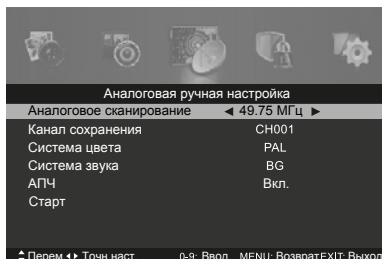 Аналоговая ручная настройка
Аналоговое сканирование ◄ 49.75 МГц ►
Канал сохранения CH001
Система цвета PAL
Система звука BG
АПЧ Вкл.
Старт
Перем Точн наст 0-9: Ввод MENU: Возврат EXIT: Выход